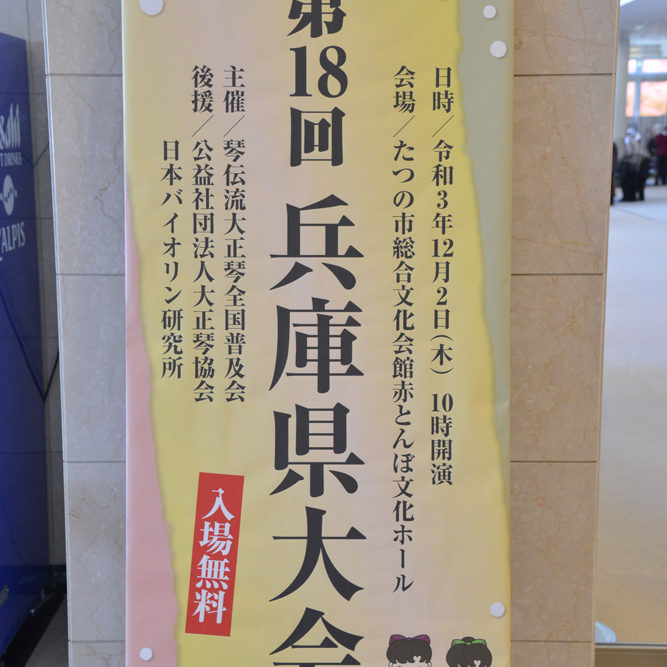 第18回 兵庫県大会
日時/令和3年12月2日(木) 10時開演
会場/たつの市総合文化会館赤とんぼ文化ホール
主催/琴伝流大正琴全国普及会
後援/公益社団法人大正琴協会
日本バイオリン研究所
入場無料